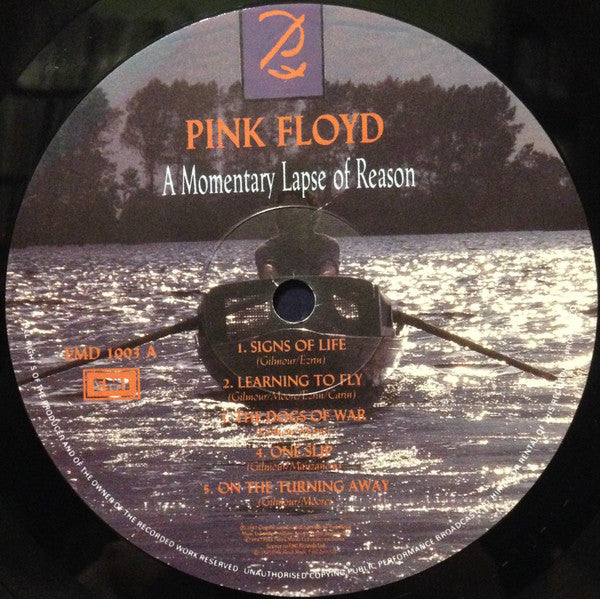 PINK FLOYD
A Momentary Lapse of Reason
EMD 1003 A
EMI
1. SIGNS OF LIFE
(Gilmour/Ezrin)
2. LEARNING TO FLY
(Gilmour/Moore/Ezrin/Carin)
3. THE DOGS OF WAR
4. ONE SLIP
(Gilmour/Manzanera)
5. ON THE TURNING AWAY
(Gilmour/Moore)
AND OF THE OWNER OF THE RECORDED WORK RESERVED UNAUTHORISED COPYING PUBLIC PERFORMANCE BROADCASTING